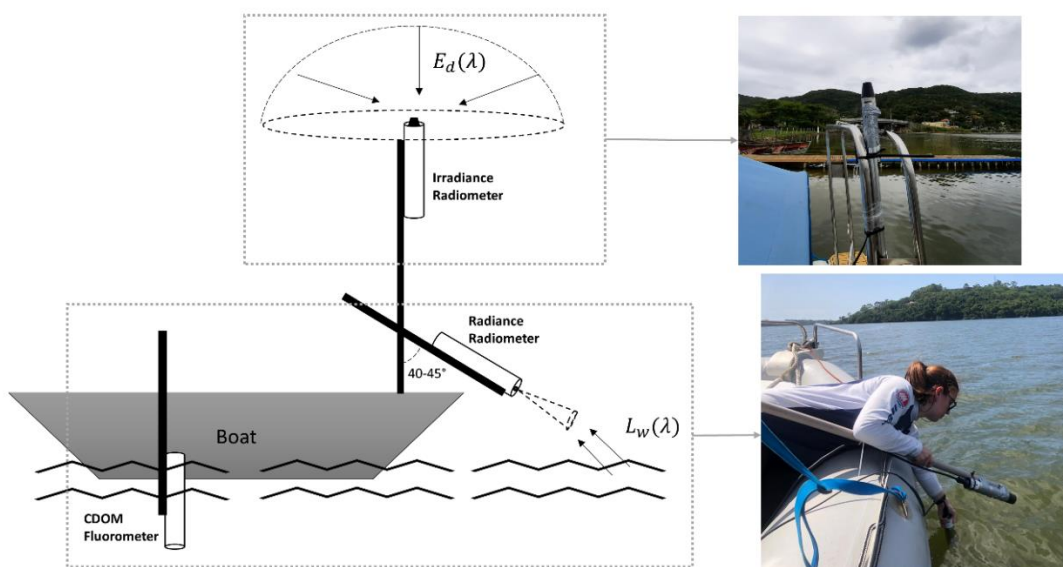 E_d(λ)
Irradiance
Radiometer
Radiance
Radiometer
40-45°
L_w(λ)
Boat
CDOM
Fluorometer